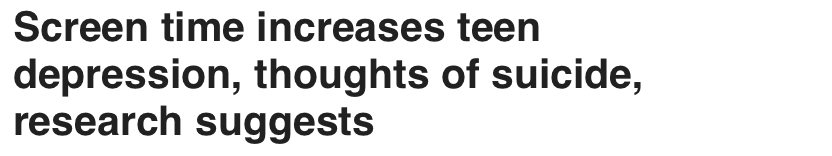 Screen time increases teen
depression, thoughts of suicide,
research suggests